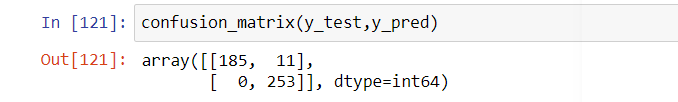 In [121]: confusion_matrix(y_test,y_pred)
Out[121]: array([[185,  11],
       [  0, 253]], dtype=int64)